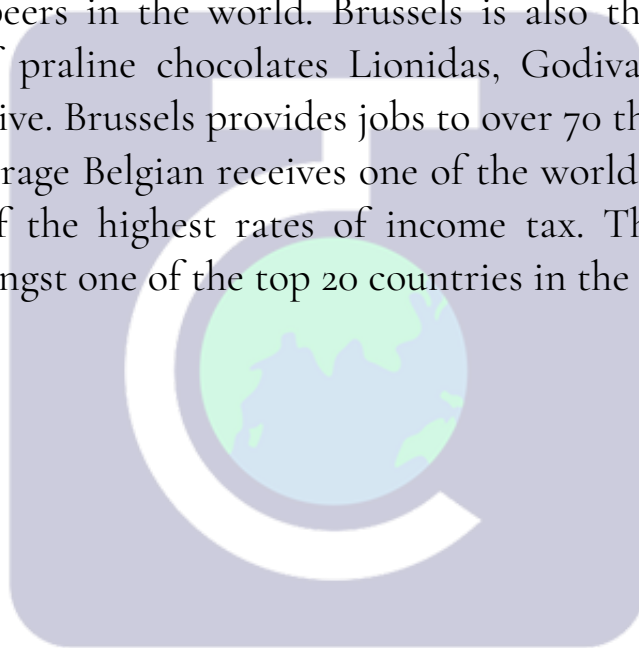 peers in the world. Brussels is also th
f praline chocolates Lionidas, Godiva
ive. Brussels provides jobs to over 70 th
rage Belgian receives one of the world
f the highest rates of income tax. Th
ngst one of the top 20 countries in the